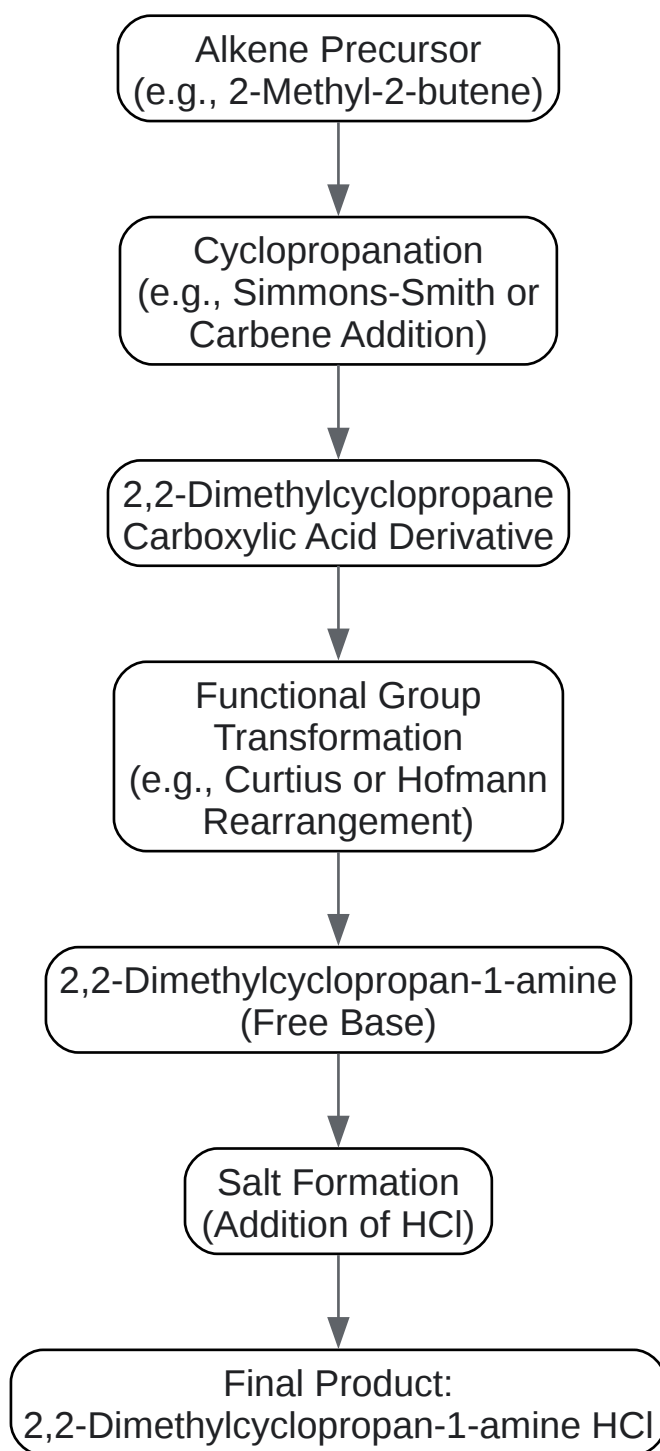 Alkene Precursor
(e.g., 2-Methyl-2-butene)
Cyclopropanation
(e.g., Simmons-Smith or
Carbene Addition)
2,2-Dimethylcyclopropane
Carboxylic Acid Derivative
Functional Group
Transformation
(e.g., Curtius or Hofmann
Rearrangement)
2,2-Dimethylcyclopropan-1-amine
(Free Base)
Salt Formation
(Addition of HCl)
Final Product:
2,2-Dimethylcyclopropan-1-amine HCl